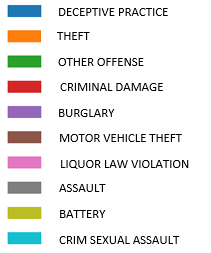 DECEPTIVE PRACTICE
THEFT
OTHER OFFENSE
CRIMINAL DAMAGE
BURGLARY
MOTOR VEHICLE THEFT
LIQUOR LAW VIOLATION
ASSAULT
BATTERY
CRIM SEXUAL ASSAULT